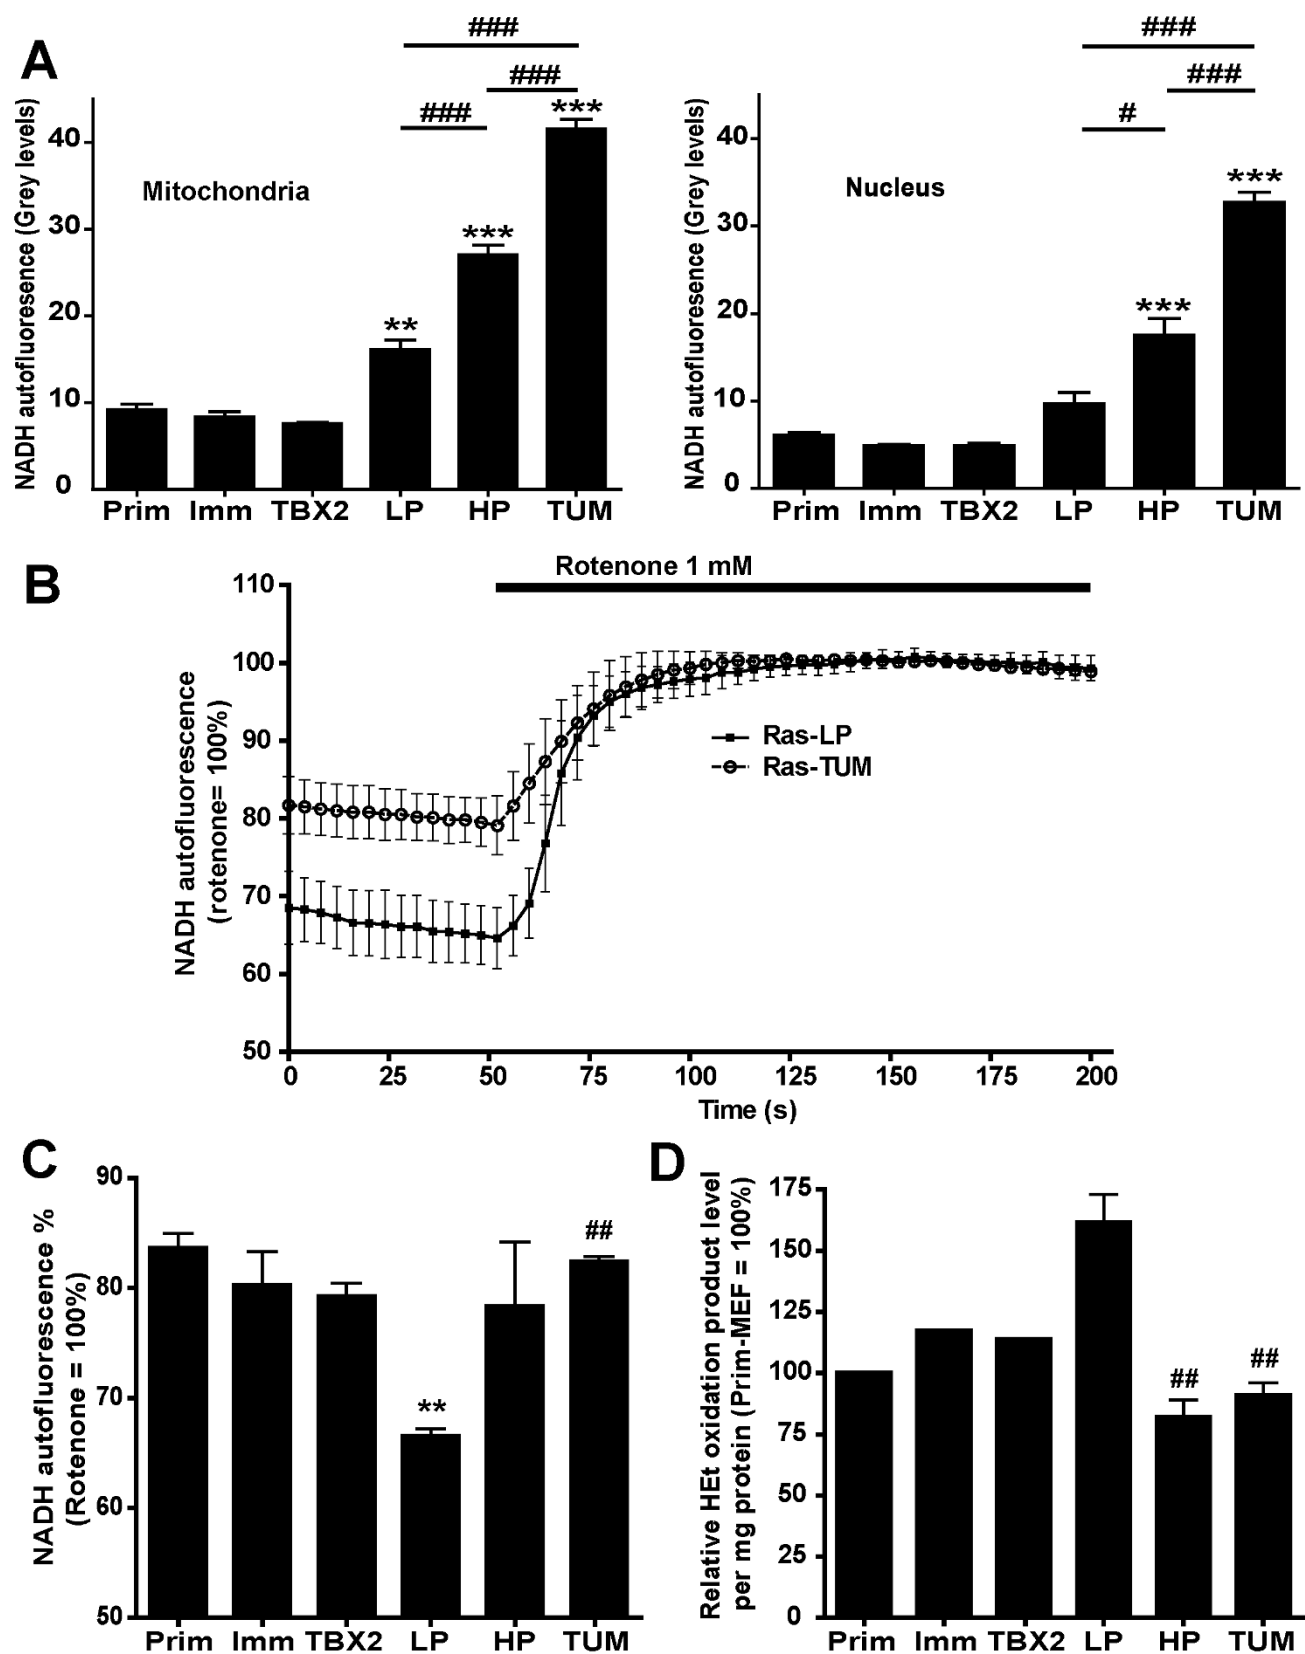 A
###
###
###
***
***
**
NADH autofluoresence (Grey levels)
Mitochondria
40
30
20
10
0
Prim Imm TBX2 LP HP TUM
###
###
#
***
***
NADH autofluoresence (Grey levels)
Nucleus
40
30
20
10
0
Prim Imm TBX2 LP HP TUM
B
Rotenone 1 mM
NADH autofluorescence
(rotenone= 100%)
110
100
90
80
70
60
50
Ras-LP
Ras-TUM
0 25 50 75 100 125 150 175 200
Time (s)
C
NADH autofluorescence %
(Rotenone = 100%)
90
80
70
60
50
**
##
Prim Imm TBX2 LP HP TUM
D
Relative HEt oxidation product level
per mg protein (Prim-MEF = 100%)
175
150
125
100
75
50
25
0
##
##
Prim Imm TBX2 LP HP TUM